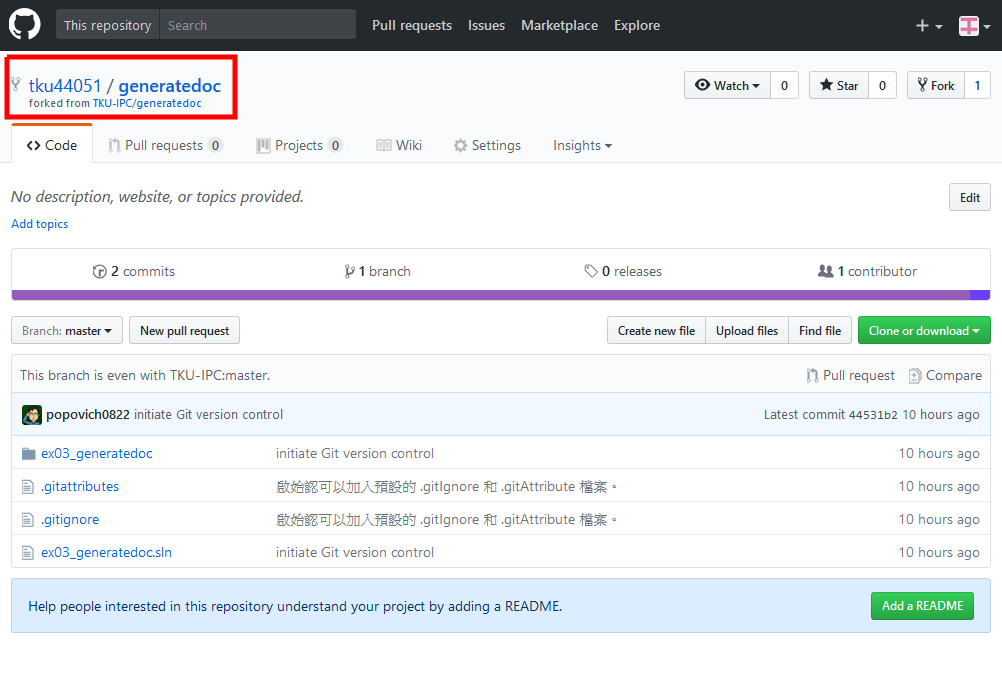 This repository Search Pull requests Issues Marketplace Explore
tku44051 / generatedoc
forked from TKU-IPC/generatedoc
Watch 0 Star 0 Fork 1
Code Pull requests 0 Projects 0 Wiki Settings Insights
No description, website, or topics provided.
Edit
Add topics
2 commits 1 branch 0 releases 1 contributor
Branch: master New pull request Create new file Upload files Find file Clone or download
This branch is even with TKU-IPC:master. Pull request Compare
popovich0822 initiate Git version control Latest commit 44531b2 10 hours ago
ex03_generatedoc initiate Git version control 10 hours ago
.gitattributes 啟始認可以加入預設的 .gitIgnore 和 .gitAttribute 檔案。 10 hours ago
.gitignore 啟始認可以加入預設的 .gitIgnore 和 .gitAttribute 檔案。 10 hours ago
ex03_generatedoc.sln initiate Git version control 10 hours ago
Help people interested in this repository understand your project by adding a README. Add a README